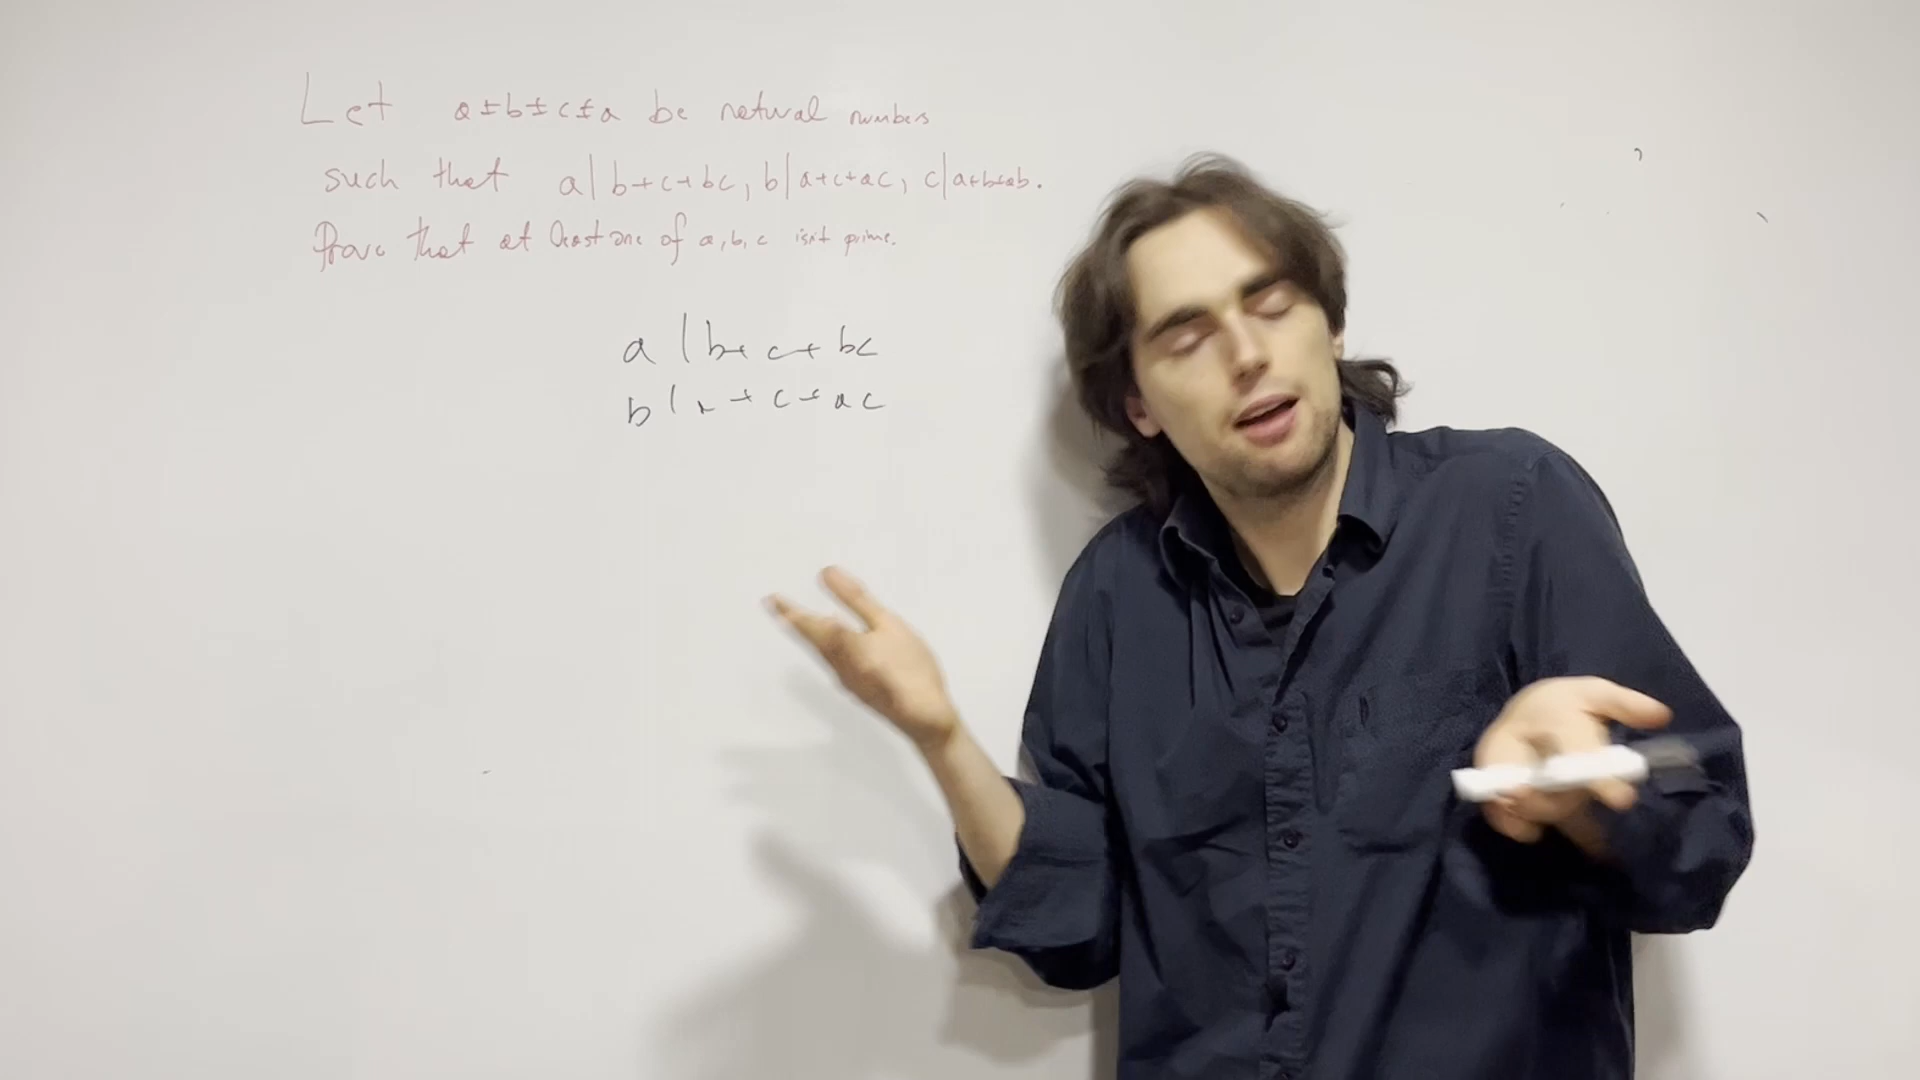 Let a≠b≠c≠a be natural numbers
such that a|b+c+bc, b|a+c+ac, c|a+b+ab.
Prove that at least one of a,b,c isn't prime.
a|b+c+bc
b|a+c+ac